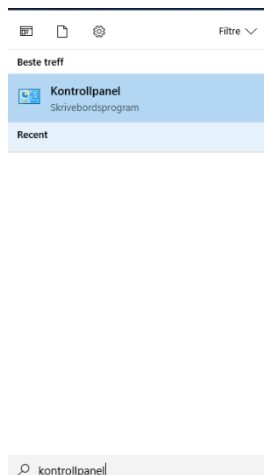 Filtre
Beste treff
Kontrollpanel
Skrivebordsprogram
Recent
kontrollpanel